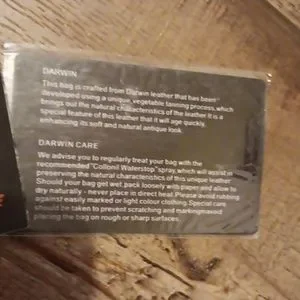 DARWIN
This bag is crafted from Darwin leather that has been
developed using a unique, vegetable tanning process, which
brings out the natural characteristics of the leather. It is a
special feature of this leather that it will age quickly,
enhancing its soft and natural antique look.
DARWIN CARE
We advise you to regularly treat your bag with the
recommended "Collonil Waterstop" spray, which will assist in
preserving the natural characteristics of this unique leather.
Should your bag get wet pack loosely with paper and allow to
dry naturally - never place in direct heat. Please avoid rubbing
against easily marked or light colour clothing. Special care
should be taken to prevent scratching and marking avoid
placing the bag on rough or sharp surfaces.